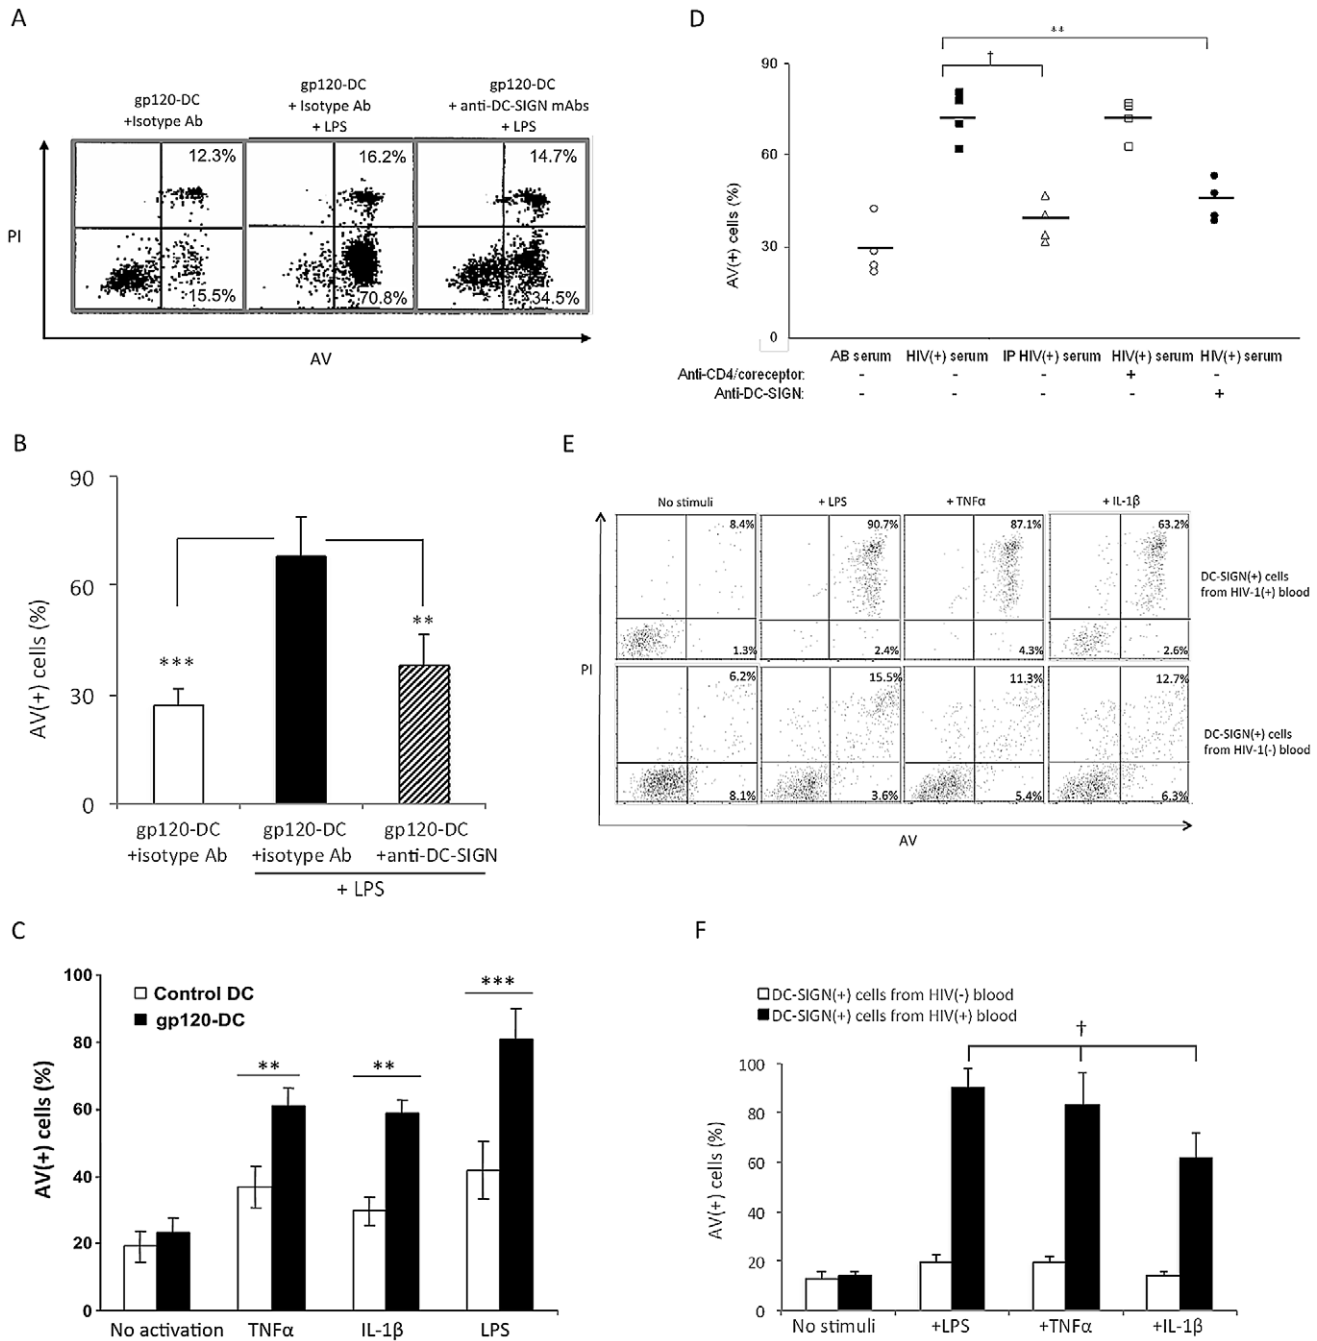 A
gp120-DC
+Isotype Ab
gp120-DC
+ Isotype Ab
+ LPS
gp120-DC
+ anti-DC-SIGN mAbs
+ LPS
12.3%
16.2%
14.7%
PI
15.5%
70.8%
34.5%
AV
D
**
†
90
60
30
0
AV(+) cells (%)
AB serum HIV(+) serum IP HIV(+) serum HIV(+) serum HIV(+) serum
Anti-CD4/coreceptor: - - - + -
Anti-DC-SIGN: - - - - +
B
90
60
30
0
AV(+) cells (%)
***
**
gp120-DC
+isotype Ab
gp120-DC
+isotype Ab
gp120-DC
+anti-DC-SIGN
+ LPS
E
No stimuli + LPS + TNFα + IL-1β
8.4% 90.7% 87.1% 63.2%
DC-SIGN(+) cells
from HIV-1(+) blood
1.3% 2.4% 4.3% 2.6%
PI
6.2% 15.5% 11.3% 12.7%
DC-SIGN(+) cells
from HIV-1(-) blood
8.1% 3.6% 5.4% 6.3%
AV
C
100
80
60
40
20
0
AV(+) cells (%)
Control DC
gp120-DC
**
**
***
No activation TNFα IL-1β LPS
F
DC-SIGN(+) cells from HIV(-) blood
DC-SIGN(+) cells from HIV(+) blood
†
100
80
60
40
20
0
AV(+) cells (%)
No stimuli +LPS +TNFα +IL-1β